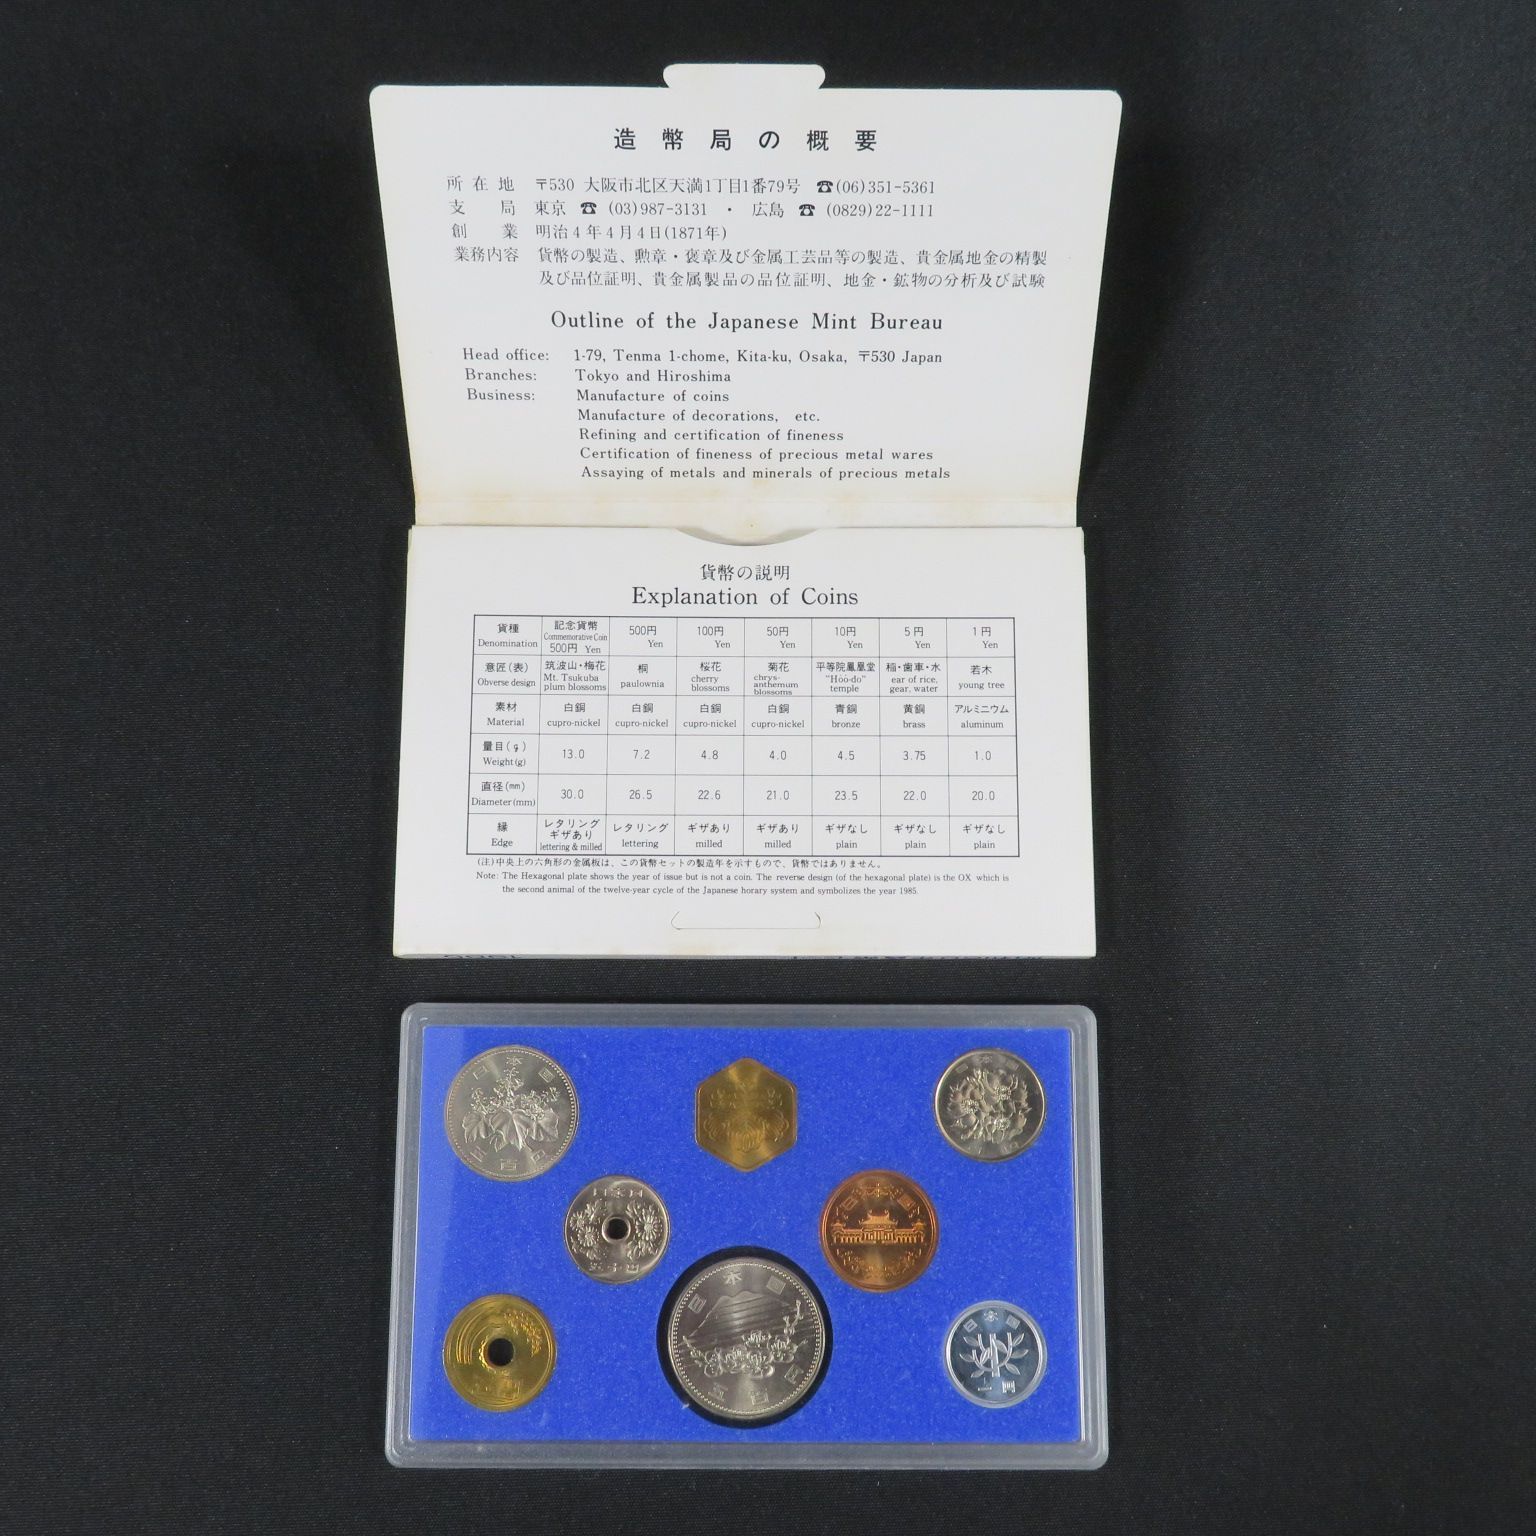 造幣局の概要
所在地 〒530 大阪市北区天満1丁目1番79号 ☎(06)351-5361
支局 東京 ☎ (03)987-3131 ・ 広島 ☎ (0829)22-1111
創業 明治4年4月4日(1871年)
業務内容 貨幣の製造、勲章・褒章及び金属工芸品等の製造、貴金属地金の精製
及び品位証明、貴金属製品の品位証明、地金・鉱物の分析及び試験
Outline of the Japanese Mint Bureau
Head office: 1-79, Tenma 1-chome, Kita-ku, Osaka, 〒530 Japan
Branches: Tokyo and Hiroshima
Business: Manufacture of coins
Manufacture of decorations, etc.
Refining and certification of fineness
Certification of fineness of precious metal wares
Assaying of metals and minerals of precious metals
貨幣の説明
Explanation of Coins
貨種 記念貨幣 500円 100円 50円 10円 5円 1円
Denomination Commemorative Coin Yen Yen Yen Yen Yen Yen
500円 Yen
意匠(表) 筑波山・梅花 桐 桜花 菊花 平等院鳳凰堂 稲・歯車・水 若木
Obverse design Mt. Tsukuba paulownia cherry chrys- "Hōō-do" ear of rice, young tree
plum blossoms blossoms anthemum temple gear, water
blossoms
素材 白銅 白銅 白銅 白銅 青銅 黄銅 アルミニウム
Material cupro-nickel cupro-nickel cupro-nickel cupro-nickel bronze brass aluminum
量目(g) 13.0 7.2 4.8 4.0 4.5 3.75 1.0
Weight(g)
直径(mm) 30.0 26.5 22.6 21.0 23.5 22.0 20.0
Diameter(mm)
縁 レタリング レタリング ギザあり ギザあり ギザなし ギザなし ギザなし
ギザあり
Edge lettering & milled lettering milled milled plain plain plain
(注)中央上の六角形の金属板は、この貨幣セットの製造年を示すもので、貨幣ではありません。
Note: The Hexagonal plate shows the year of issue but is not a coin. The reverse design (of the hexagonal plate) is the OX which is
the second animal of the twelve-year cycle of the Japanese horary system and symbolizes the year 1985.
日本国
五百円
日本国
日本国
日本国
日本国
五百円
日本国
一円